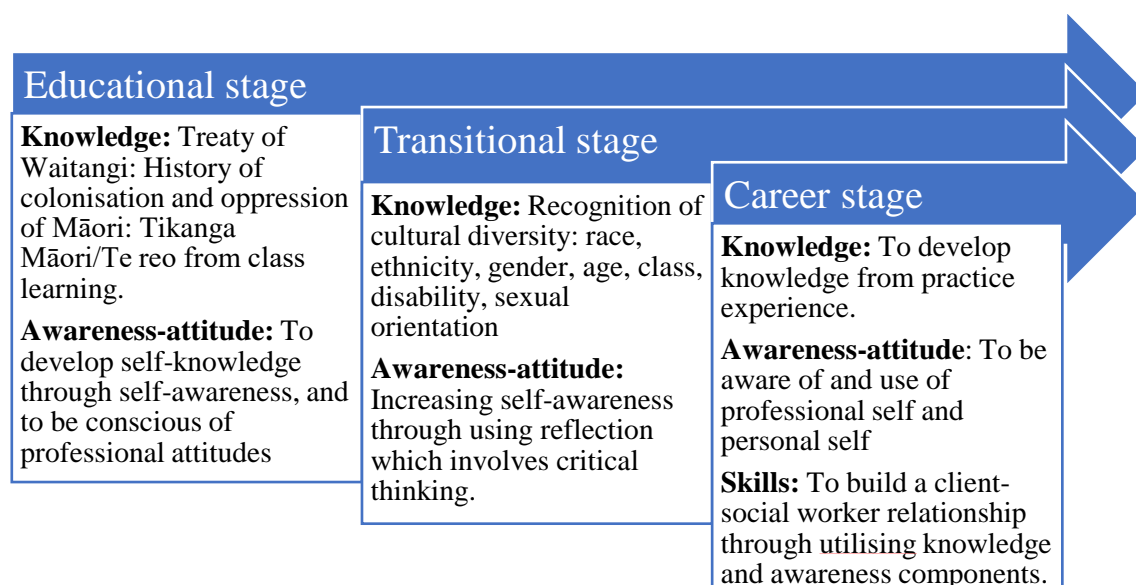 Educational stage
Knowledge: Treaty of
Waitangi: History of
colonisation and oppression
of Māori: Tikanga
Māori/Te reo from class
learning.
Awareness-attitude: To
develop self-knowledge
through self-awareness, and
to be conscious of
professional attitudes
Transitional stage
Knowledge: Recognition of
cultural diversity: race,
ethnicity, gender, age, class,
disability, sexual
orientation
Awareness-attitude:
Increasing self-awareness
through using reflection
which involves critical
thinking.
Career stage
Knowledge: To develop
knowledge from practice
experience.
Awareness-attitude: To be
aware of and use of
professional self and
personal self
Skills: To build a client-
social worker relationship
through utilising knowledge
and awareness components.